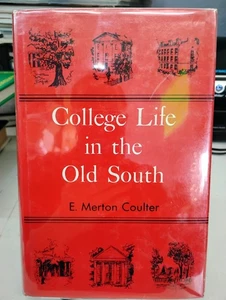 College Life
in the
Old South
E. Merton Coulter